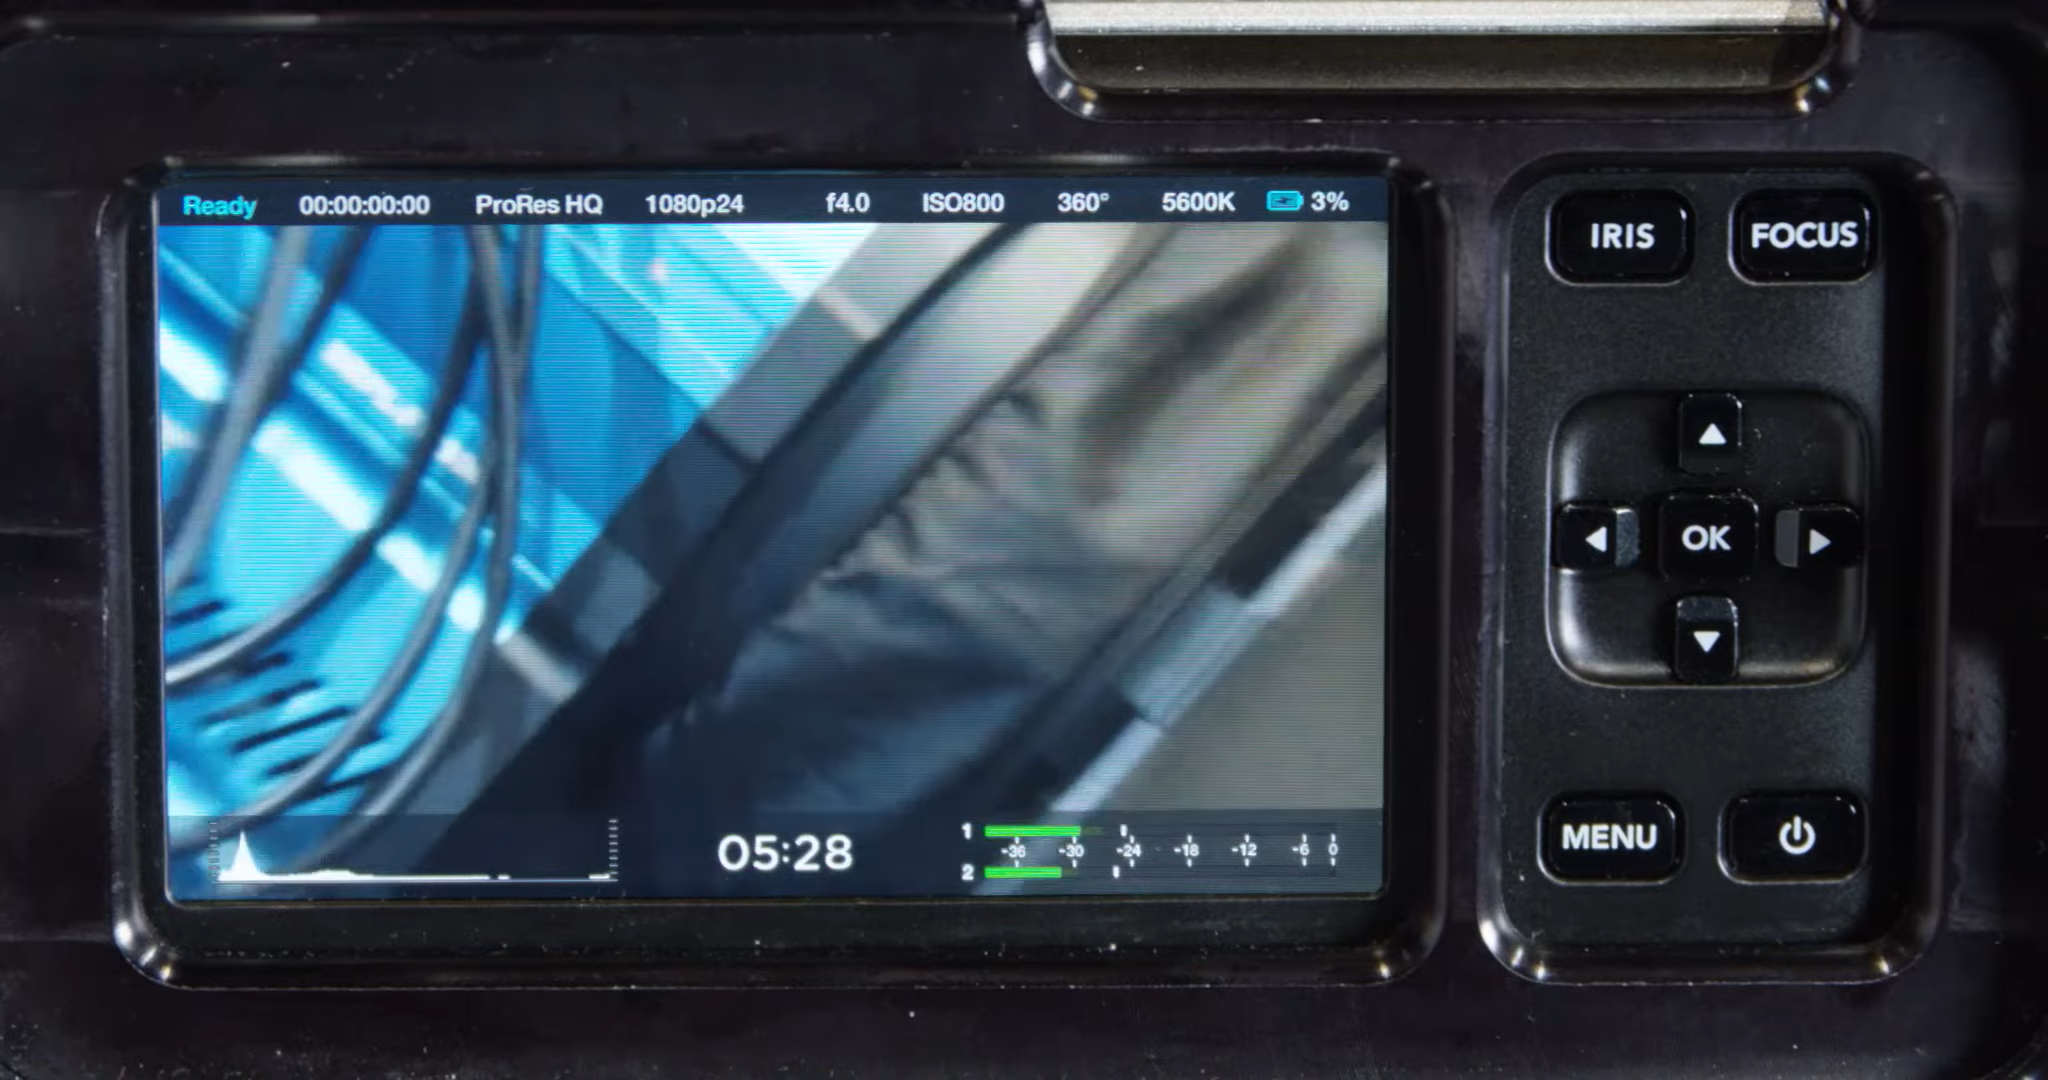 Ready 00:00:00:00 ProRes HQ 1080p24 f4.0 ISO800 360° 5600K 3%
IRIS FOCUS
OK
MENU
05:28
1
-36 -30 -24 -18 -12 -6 0
2